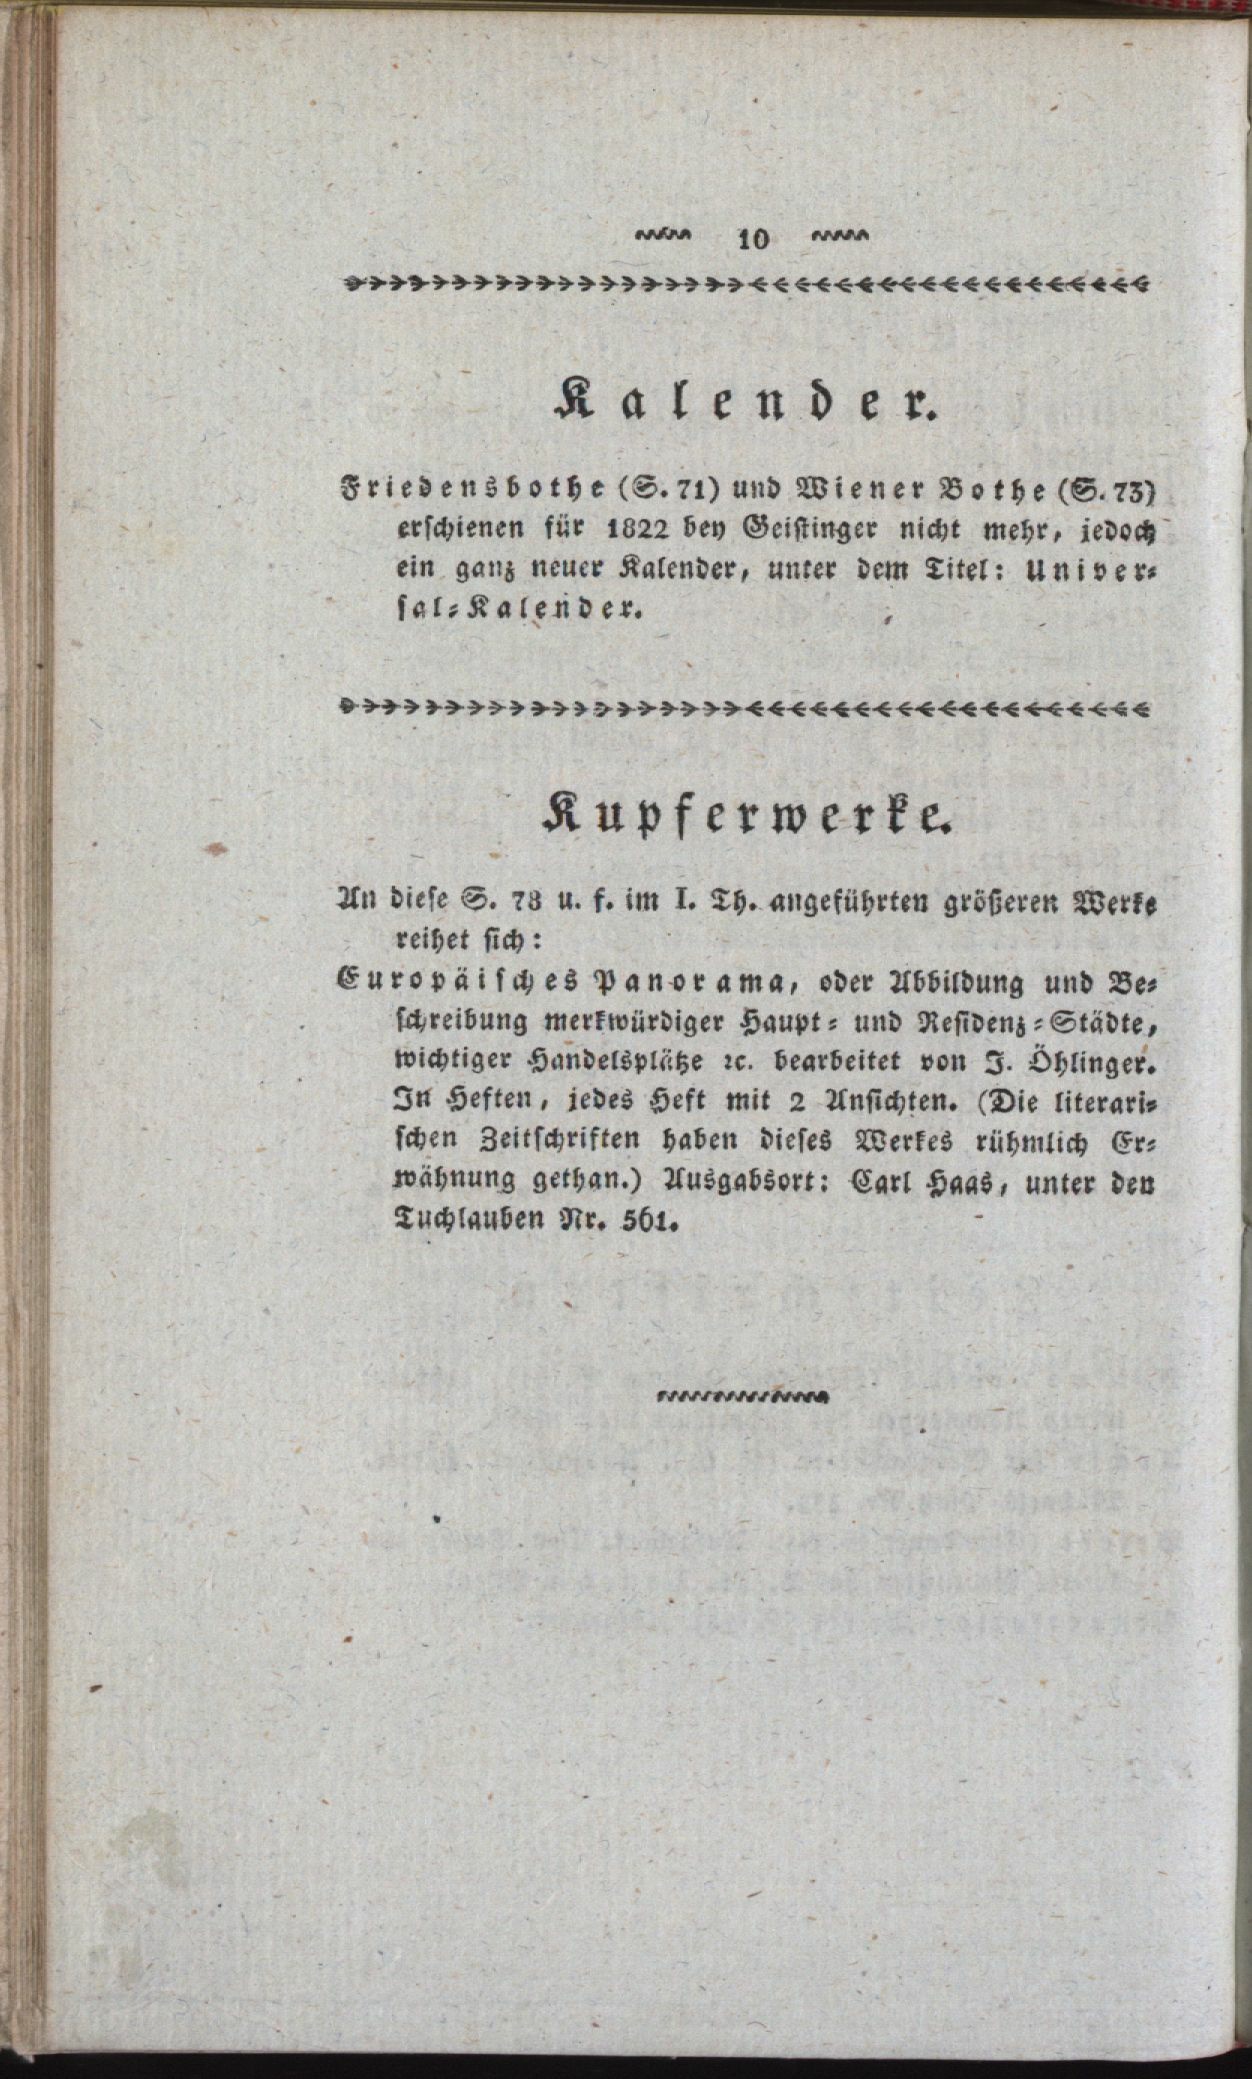 10
Kalender.
Friedensbothe (S. 71) und Wiener Bothe (S. 73)
erschienen für 1822 bey Geistinger nicht mehr, jedoch
ein ganz neuer Kalender, unter dem Titel: Univer=
sal=Kalender.
Kupferwerke.
An diese S. 78 u. f. im I. Th. angeführten größeren Werke
reihet sich:
Europäisches Panorama, oder Abbildung und Be=
schreibung merkwürdiger Haupt= und Residenz=Städte,
wichtiger Handelsplätze ꝛc. bearbeitet von J. Öhlinger.
In Heften, jedes Heft mit 2 Ansichten. (Die literari=
schen Zeitschriften haben dieses Werkes rühmlich Er=
wähnung gethan.) Ausgabsort: Carl Haas, unter den
Tuchlauben Nr. 561.